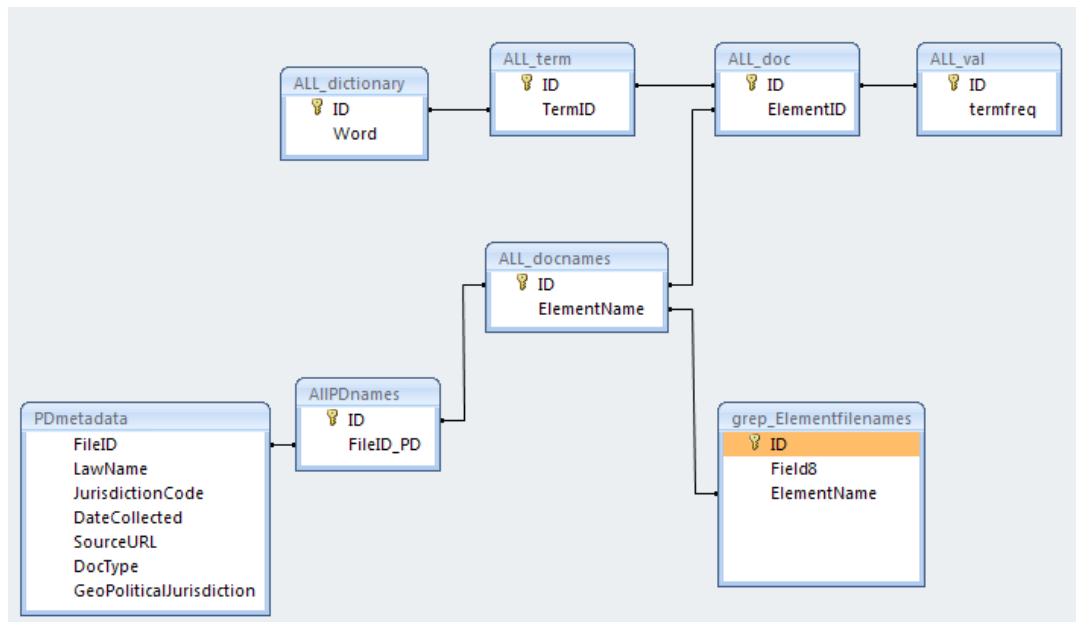 ALL_dictionary
ID
Word
ALL_term
ID
TermID
ALL_doc
ID
ElementID
ALL_val
ID
termfreq
ALL_docnames
ID
ElementName
AllPDnames
ID
FileID_PD
PDmetadata
FileID
LawName
JurisdictionCode
DateCollected
SourceURL
DocType
GeoPoliticalJurisdiction
grep_Elementfilenames
ID
Field8
ElementName